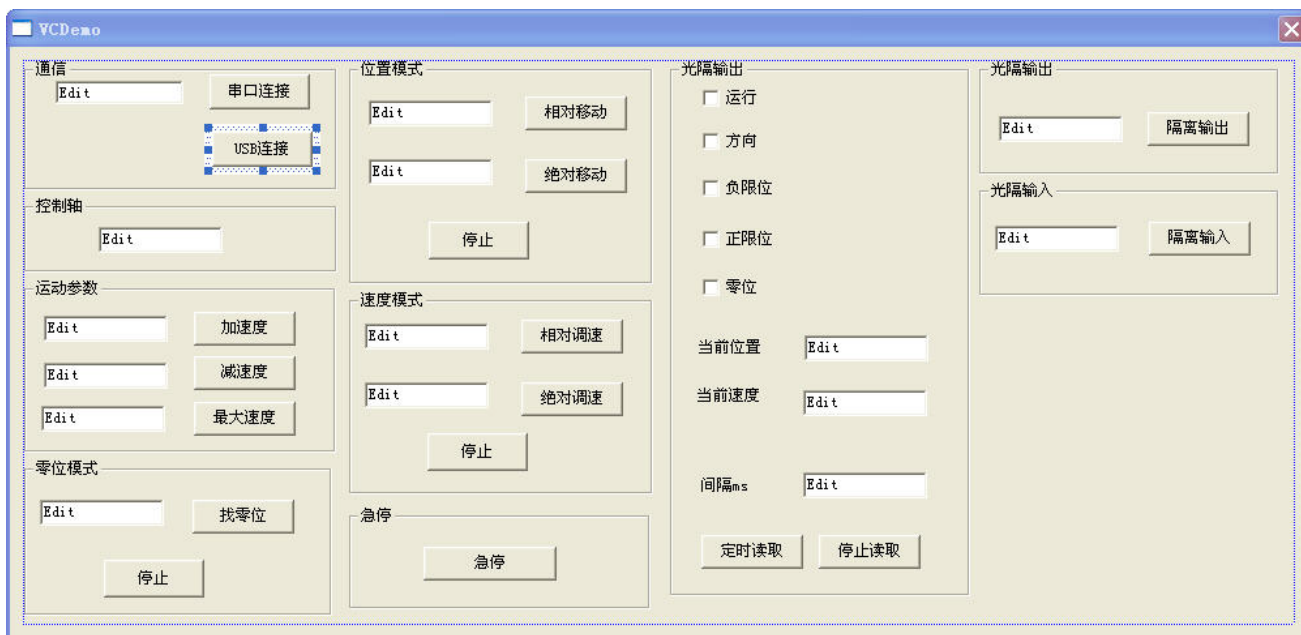 VCDemo
通信
Edit
串口连接
USB连接
控制轴
Edit
运动参数
Edit
加速度
Edit
减速度
Edit
最大速度
零位模式
Edit
找零位
停止
位置模式
Edit
相对移动
Edit
绝对移动
停止
速度模式
Edit
相对调速
Edit
绝对调速
停止
急停
急停
光隔输出
运行
方向
负限位
正限位
零位
当前位置
Edit
当前速度
Edit
间隔ms
Edit
定时读取
停止读取
光隔输出
Edit
隔离输出
光隔输入
Edit
隔离输入